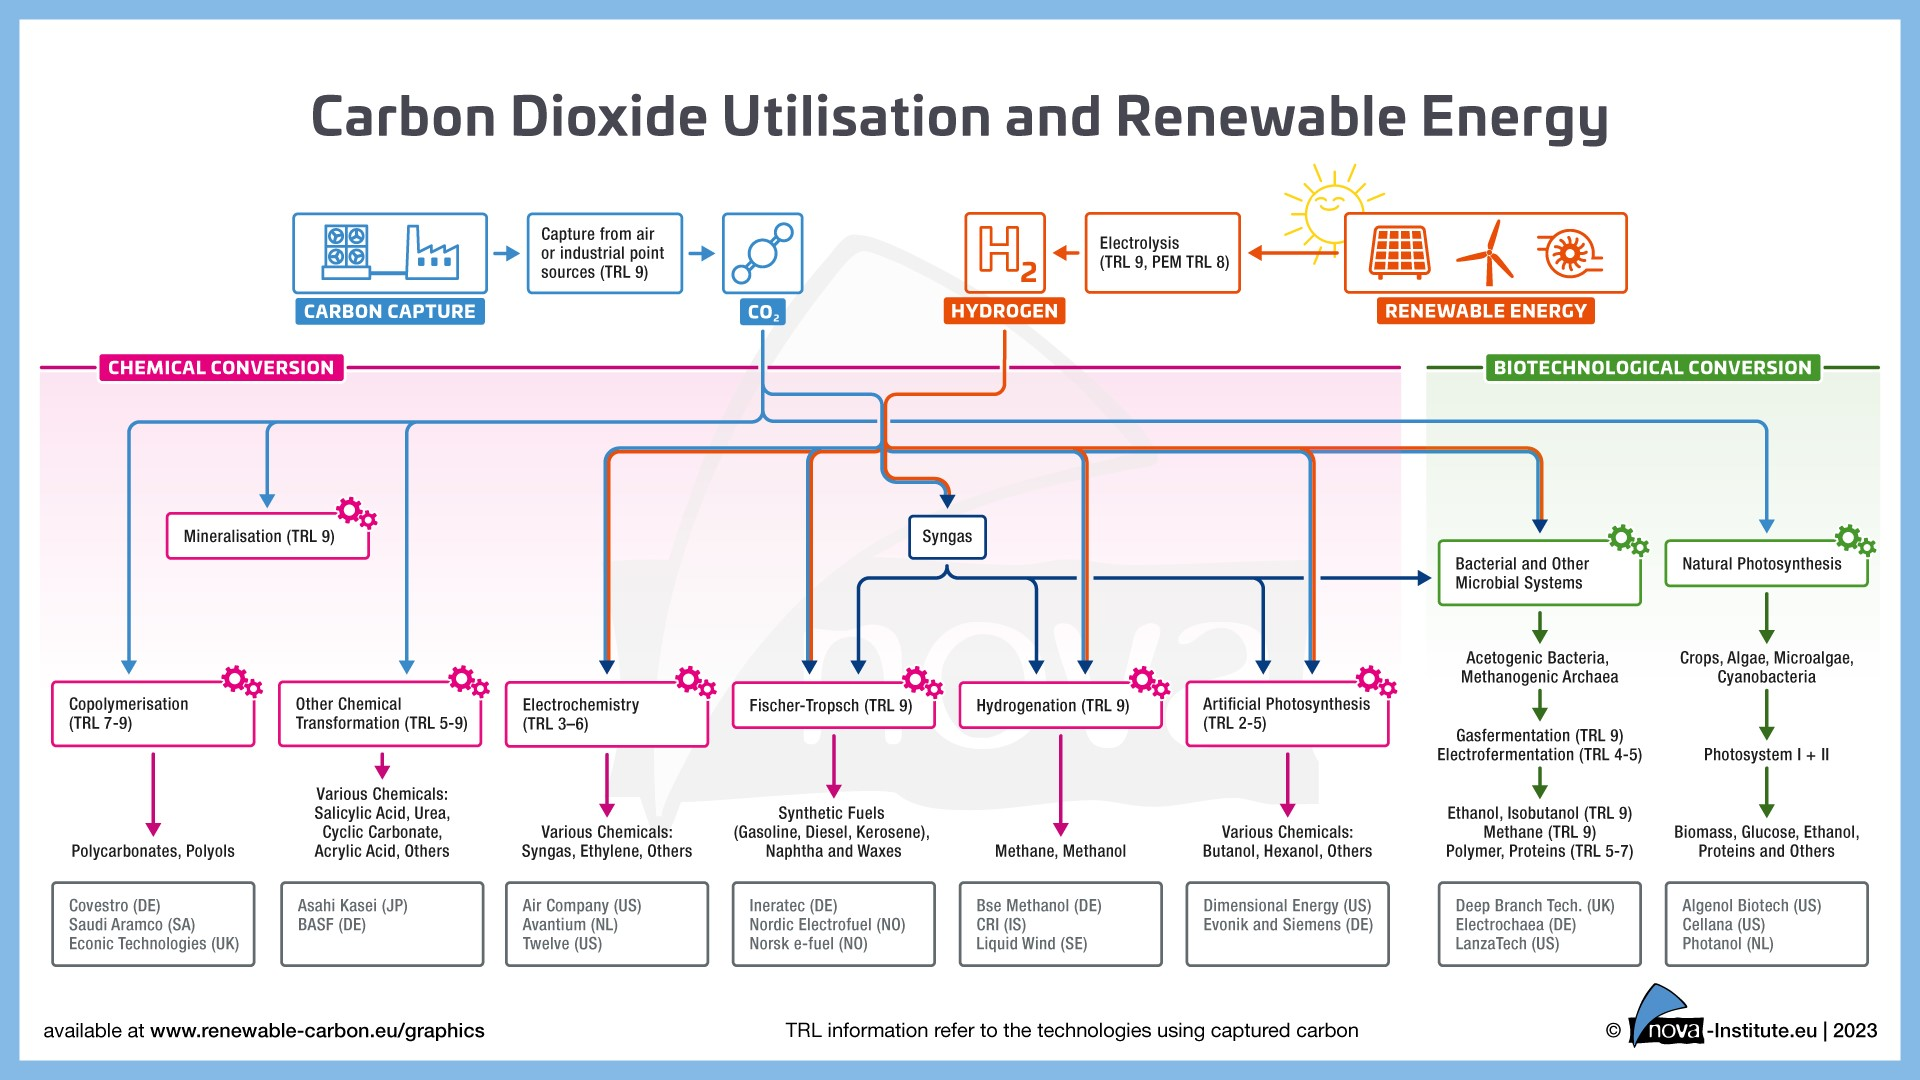 Carbon Dioxide Utilisation and Renewable Energy
Capture from air
or industrial point
sources (TRL 9)
H2
Electrolysis
(TRL 9, PEM TRL 8)
CARBON CAPTURE
CO₂
HYDROGEN
RENEWABLE ENERGY
CHEMICAL CONVERSION
BIOTECHNOLOGICAL CONVERSION
Mineralisation (TRL 9)
Syngas
Bacterial and Other
Microbial Systems
Natural Photosynthesis
Copolymerisation
(TRL 7-9)
Other Chemical
Transformation (TRL 5-9)
Electrochemistry
(TRL 3–6)
Fischer-Tropsch (TRL 9)
Hydrogenation (TRL 9)
Artificial Photosynthesis
(TRL 2-5)
Acetogenic Bacteria,
Methanogenic Archaea
Crops, Algae, Microalgae,
Cyanobacteria
Gasfermentation (TRL 9)
Electrofermentation (TRL 4-5)
Photosystem I + II
Polycarbonates, Polyols
Various Chemicals:
Salicylic Acid, Urea,
Cyclic Carbonate,
Acrylic Acid, Others
Various Chemicals:
Syngas, Ethylene, Others
Synthetic Fuels
(Gasoline, Diesel, Kerosene),
Naphtha and Waxes
Methane, Methanol
Various Chemicals:
Butanol, Hexanol, Others
Ethanol, Isobutanol (TRL 9)
Methane (TRL 9)
Polymer, Proteins (TRL 5-7)
Biomass, Glucose, Ethanol,
Proteins and Others
Covestro (DE)
Saudi Aramco (SA)
Econic Technologies (UK)
Asahi Kasei (JP)
BASF (DE)
Air Company (US)
Avantium (NL)
Twelve (US)
Ineratec (DE)
Nordic Electrofuel (NO)
Norsk e-fuel (NO)
Bse Methanol (DE)
CRI (IS)
Liquid Wind (SE)
Dimensional Energy (US)
Evonik and Siemens (DE)
Deep Branch Tech. (UK)
Electrochaea (DE)
LanzaTech (US)
Algenol Biotech (US)
Cellana (US)
Photanol (NL)
nova
available at www.renewable-carbon.eu/graphics
TRL information refer to the technologies using captured carbon
© nova-Institute.eu | 2023